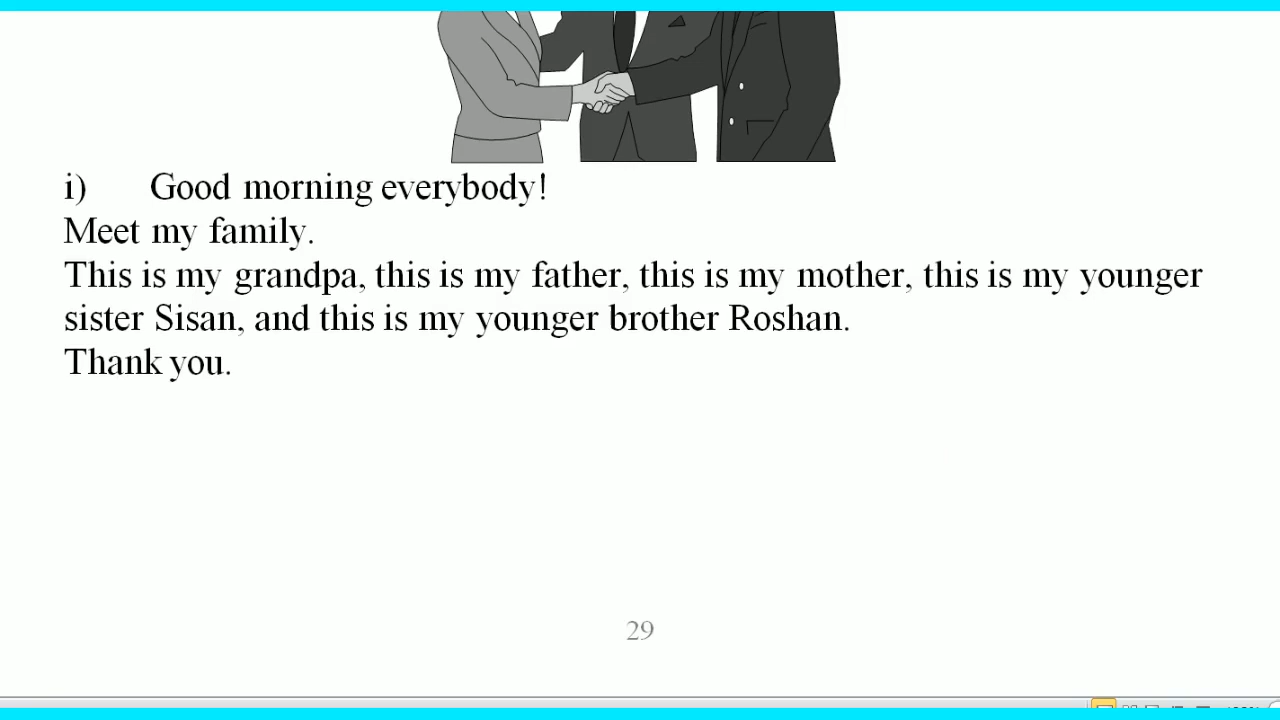 i) Good morning everybody!
Meet my family.
This is my grandpa, this is my father, this is my mother, this is my younger
sister Sisan, and this is my younger brother Roshan.
Thank you.
29